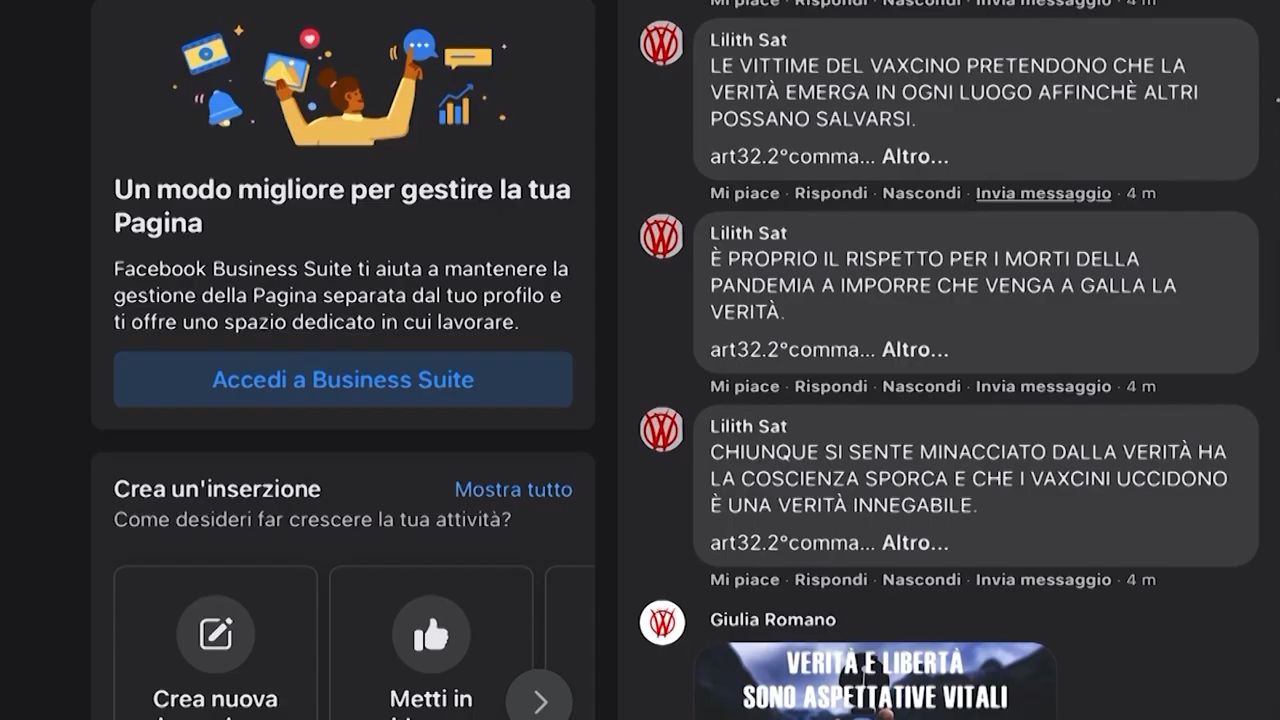 Un modo migliore per gestire la tua
Pagina
Facebook Business Suite ti aiuta a mantenere la
gestione della Pagina separata dal tuo profilo e
ti offre uno spazio dedicato in cui lavorare.
Accedi a Business Suite
Crea un'inserzione
Mostra tutto
Come desideri far crescere la tua attività?
Crea nuova
Metti in
Mi piace · Rispondi · Nascondi · Invia messaggio · 4 m
Lilith Sat
LE VITTIME DEL VAXCINO PRETENDONO CHE LA
VERITÀ EMERGA IN OGNI LUOGO AFFINCHÈ ALTRI
POSSANO SALVARSI.
art32.2°comma... Altro...
Mi piace · Rispondi · Nascondi · Invia messaggio · 4 m
Lilith Sat
È PROPRIO IL RISPETTO PER I MORTI DELLA
PANDEMIA A IMPORRE CHE VENGA A GALLA LA
VERITÀ.
art32.2°comma... Altro...
Mi piace · Rispondi · Nascondi · Invia messaggio · 4 m
Lilith Sat
CHIUNQUE SI SENTE MINACCIATO DALLA VERITÀ HA
LA COSCIENZA SPORCA E CHE I VAXCINI UCCIDONO
È UNA VERITÀ INNEGABILE.
art32.2°comma... Altro...
Mi piace · Rispondi · Nascondi · Invia messaggio · 4 m
Giulia Romano
VERITÀ E LIBERTÀ
SONO ASPETTATIVE VITALI